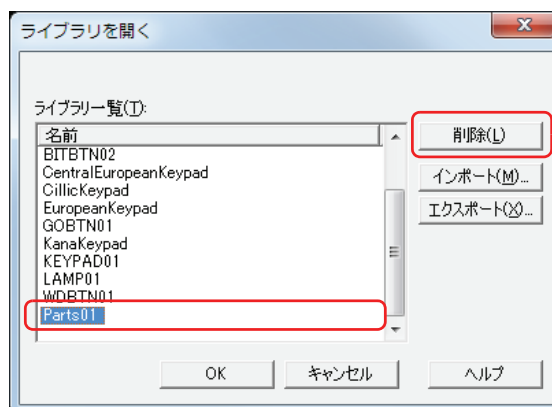 ライブラリを開く
ライブラリ一覧(T):
名前
BITBTN02
CentralEuropeanKeypad
CillicKeypad
EuropeanKeypad
GOBTN01
KanaKeypad
KEYPAD01
LAMP01
WDBTN01
Parts01
削除(L)
インポート(M)...
エクスポート(X)...
OK
キャンセル
ヘルプ